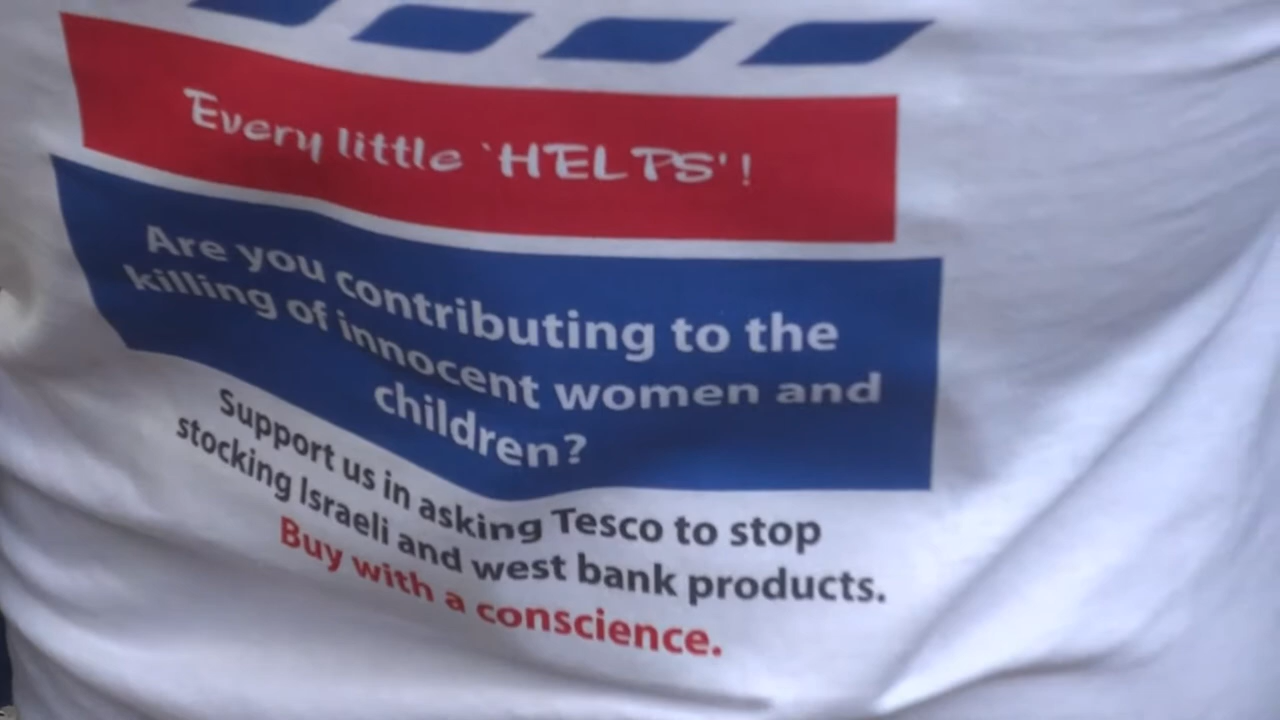 Every little 'HELPS'!
Are you contributing to the
killing of innocent women and
children?
Support us in asking Tesco to stop
stocking Israeli and west bank products.
Buy with a conscience.